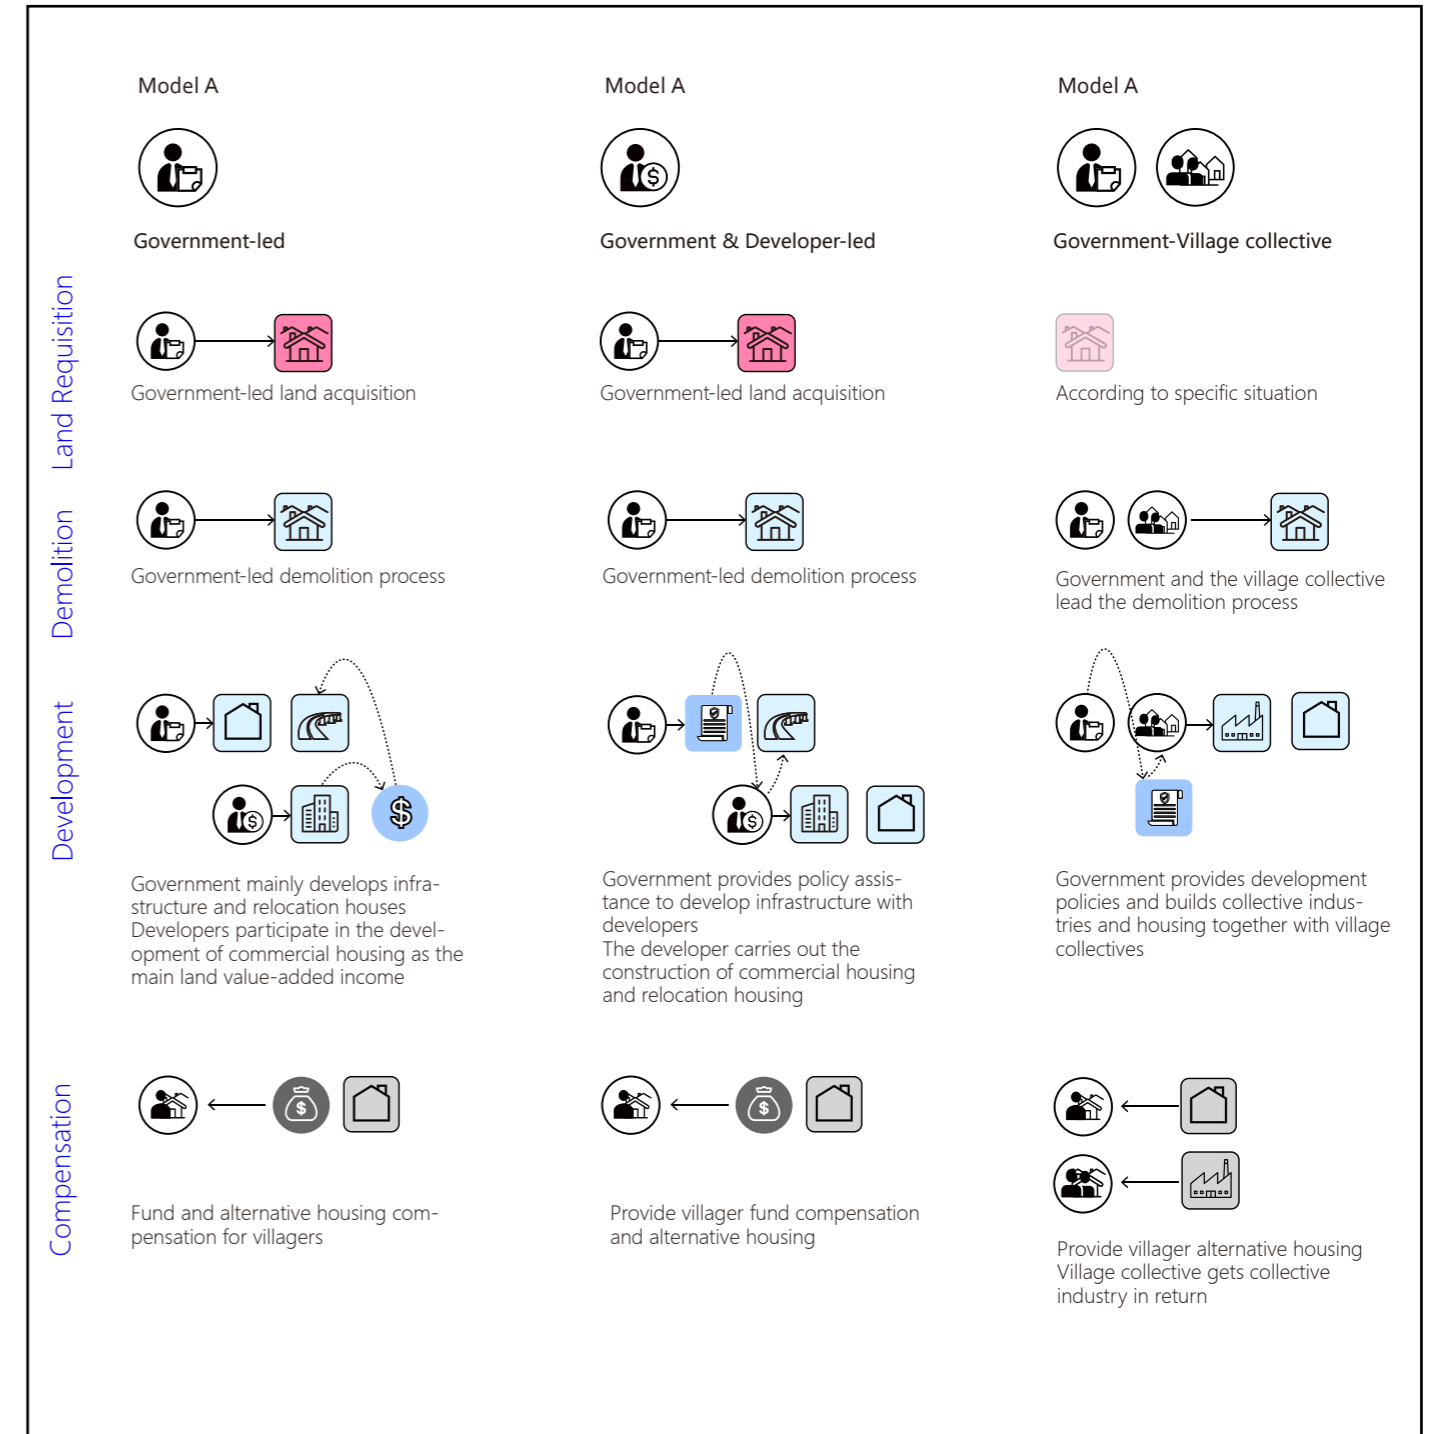 Model A
Model A
Model A
Government-led
Government & Developer-led
Government-Village collective
Land Requisition
Government-led land acquisition
Government-led land acquisition
According to specific situation
Demolition
Government-led demolition process
Government-led demolition process
Government and the village collective
lead the demolition process
Development
Government mainly develops infra-
structure and relocation houses
Developers participate in the devel-
opment of commercial housing as the
main land value-added income
Government provides policy assis-
tance to develop infrastructure with
developers
The developer carries out the
construction of commercial housing
and relocation housing
Government provides development
policies and builds collective indus-
tries and housing together with village
collectives
Compensation
Fund and alternative housing com-
pensation for villagers
Provide villager fund compensation
and alternative housing
Provide villager alternative housing
Village collective gets collective
industry in return